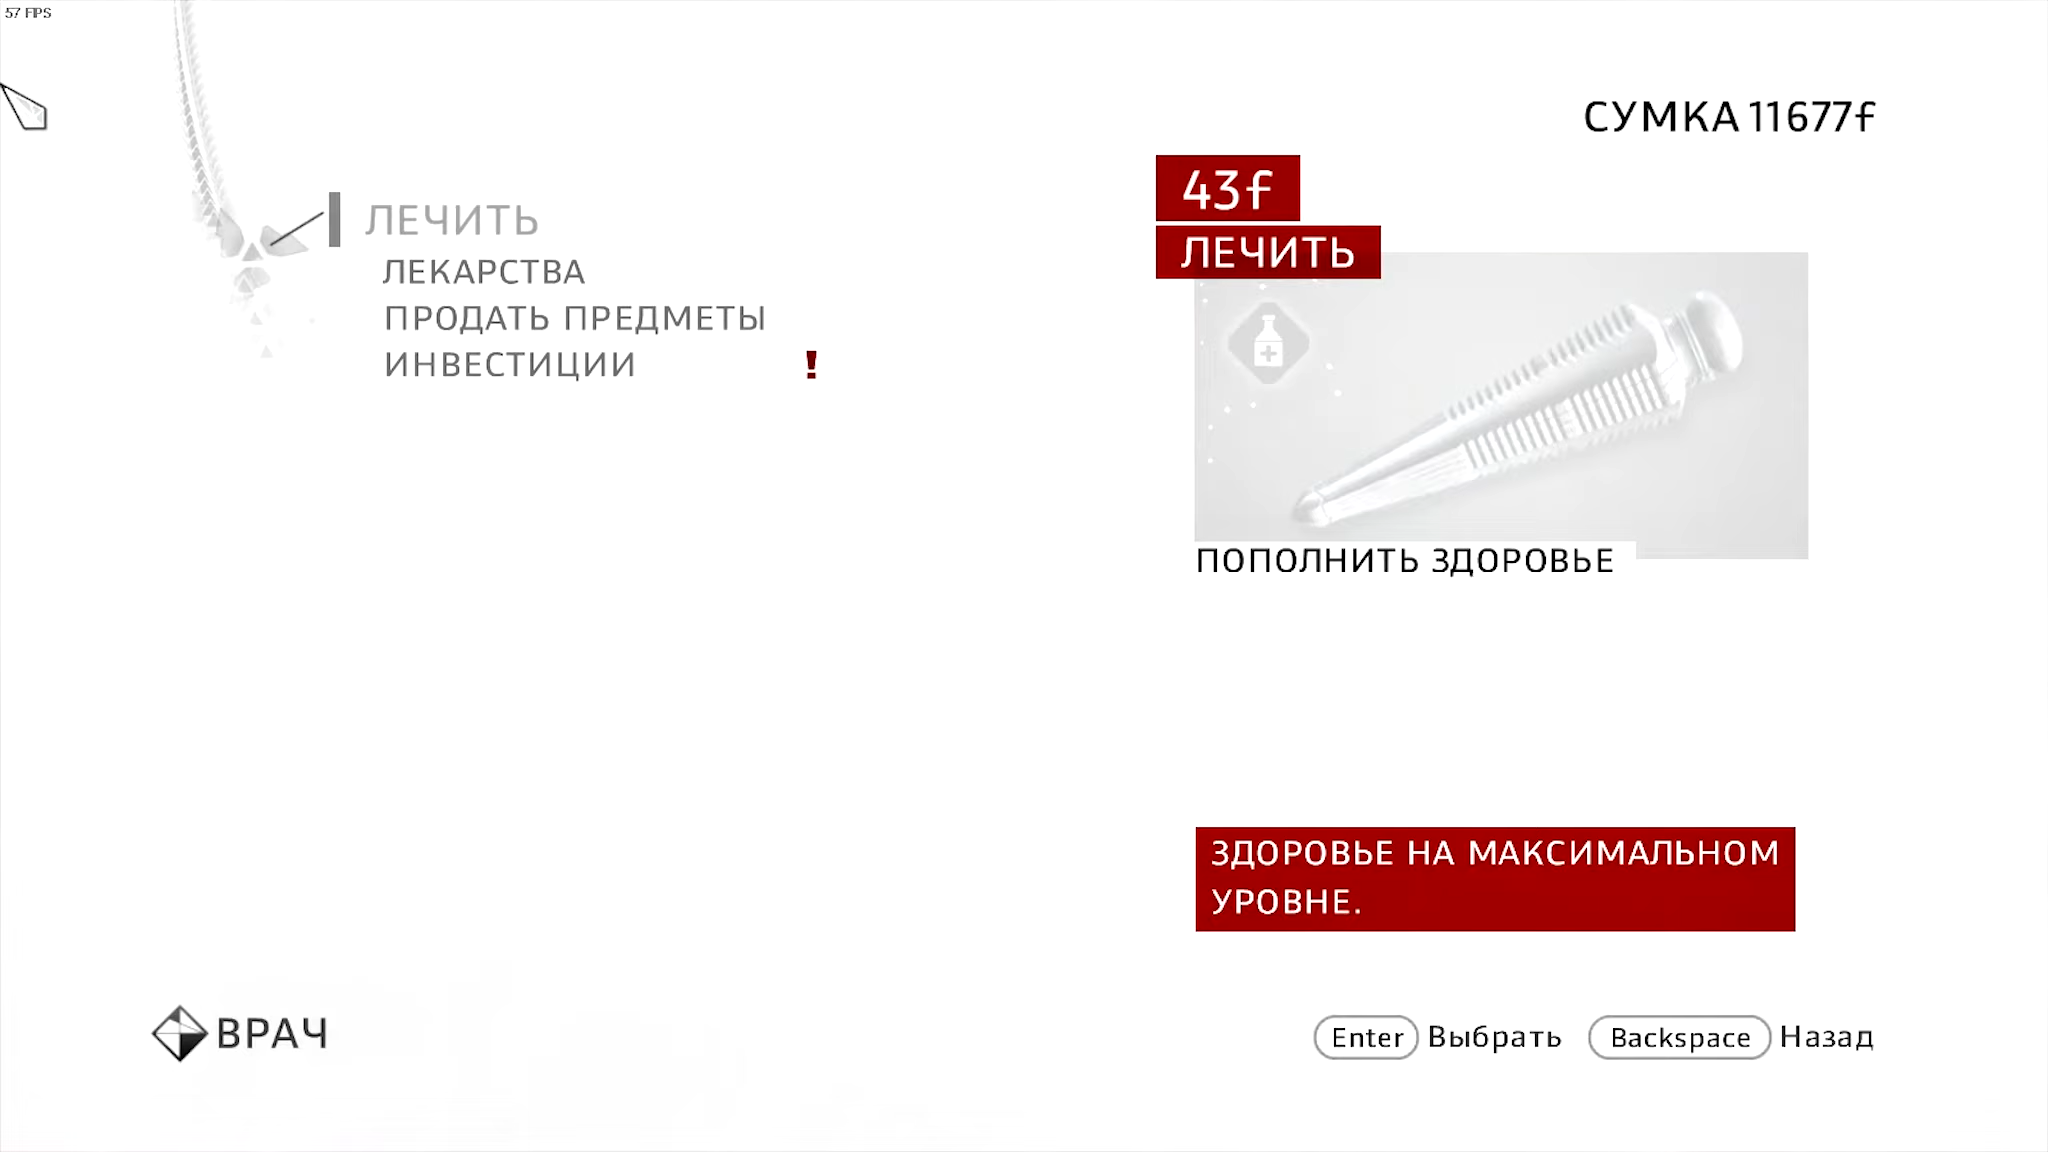 57 FPS
СУМКА 11677f
43f
ЛЕЧИТЬ
ЛЕЧИТЬ
ЛЕКАРСТВА
ПРОДАТЬ ПРЕДМЕТЫ
ИНВЕСТИЦИИ !
ПОПОЛНИТЬ ЗДОРОВЬЕ
ЗДОРОВЬЕ НА МАКСИМАЛЬНОМ
УРОВНЕ.
ВРАЧ
Enter Выбрать Backspace Назад